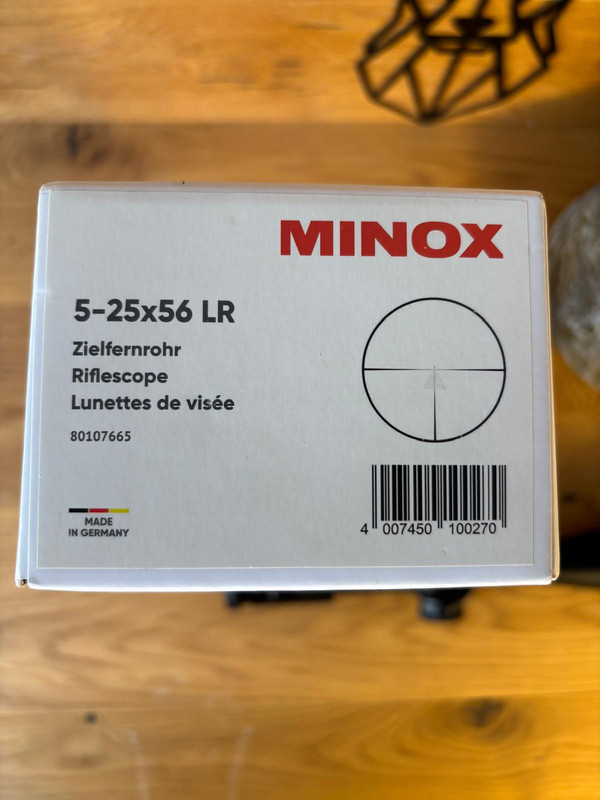 MINOX
5-25x56 LR
Zielfernrohr
Riflescope
Lunettes de visée
80107665
MADE
IN GERMANY
4 007450 100270